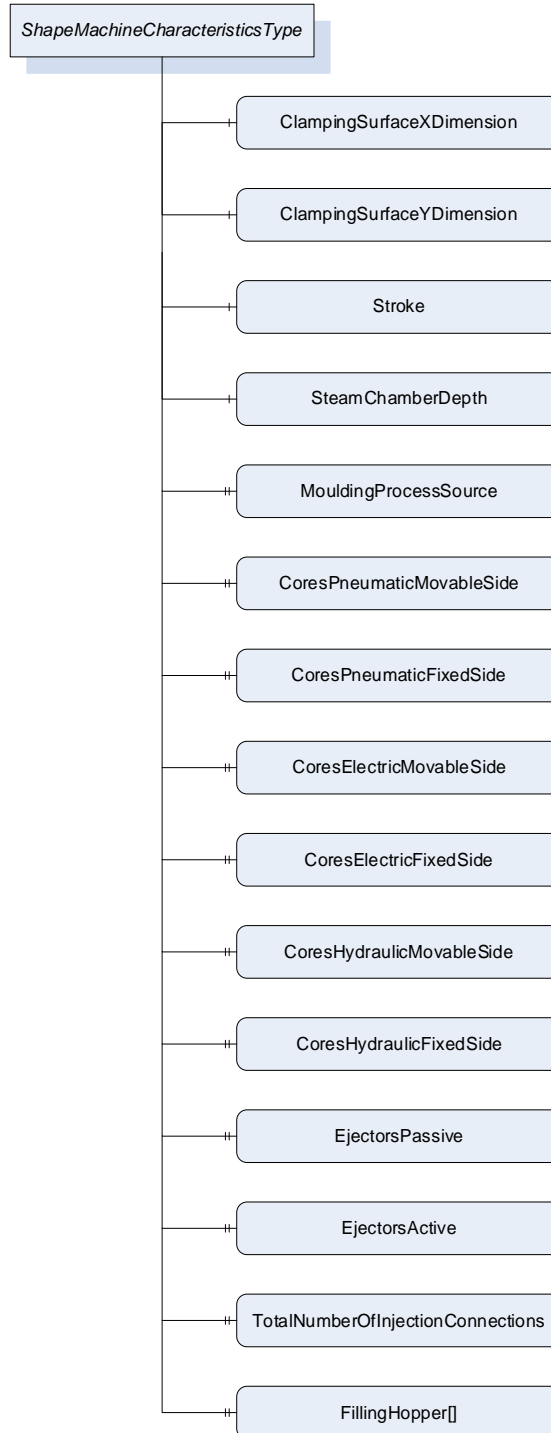 ShapeMachineCharacteristicsType
ClampingSurfaceXDimension
ClampingSurfaceYDimension
Stroke
SteamChamberDepth
MouldingProcessSource
CoresPneumaticMovableSide
CoresPneumaticFixedSide
CoresElectricMovableSide
CoresElectricFixedSide
CoresHydraulicMovableSide
CoresHydraulicFixedSide
EjectorsPassive
EjectorsActive
TotalNumberOfInjectionConnections
FillingHopper[]